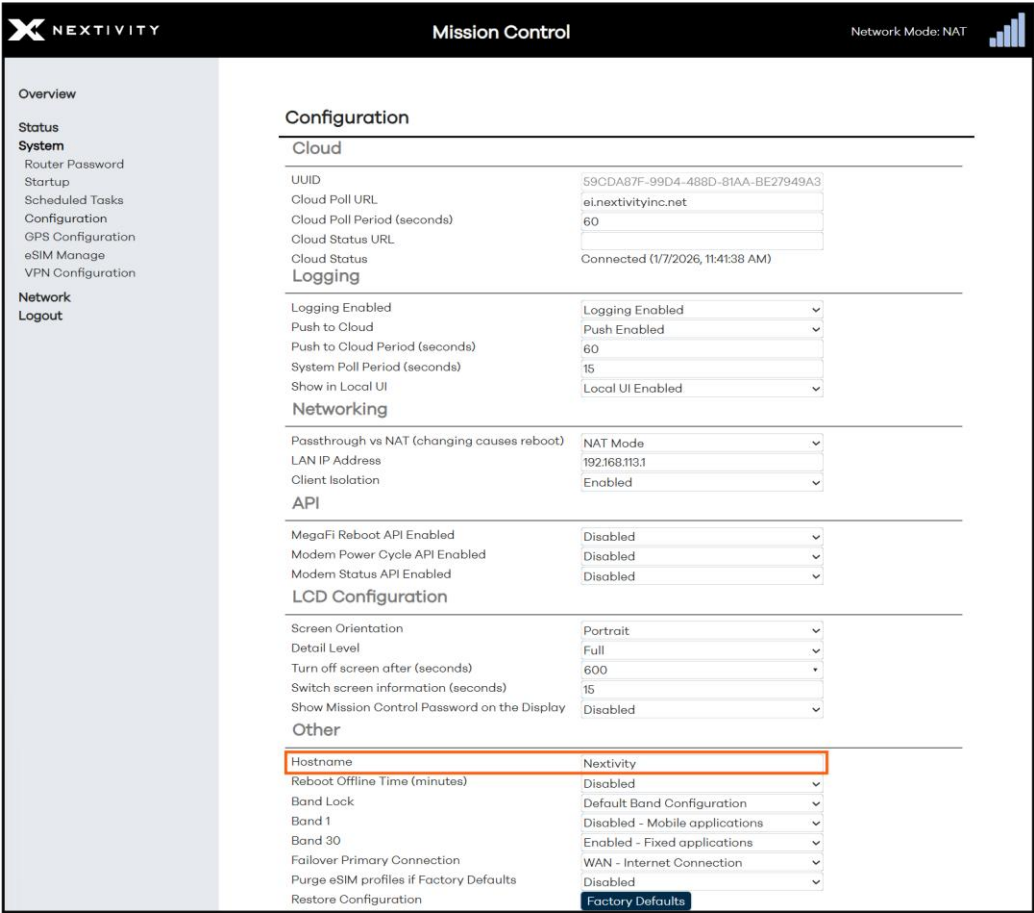 NEXTIVITY
Mission Control
Network Mode: NAT
Overview
Status
System
Router Password
Startup
Scheduled Tasks
Configuration
GPS Configuration
eSIM Manage
VPN Configuration
Network
Logout
Configuration
Cloud
UUID 59CDA87F-99D4-488D-81AA-BE27949A3
Cloud Poll URL ei.nextivityinc.net
Cloud Poll Period (seconds) 60
Cloud Status URL
Cloud Status Connected (1/7/2026, 11:41:38 AM)
Logging
Logging Enabled Logging Enabled
Push to Cloud Push Enabled
Push to Cloud Period (seconds) 60
System Poll Period (seconds) 15
Show in Local UI Local UI Enabled
Networking
Passthrough vs NAT (changing causes reboot) NAT Mode
LAN IP Address 192.168.113.1
Client Isolation Enabled
API
MegaFi Reboot API Enabled Disabled
Modem Power Cycle API Enabled Disabled
Modem Status API Enabled Disabled
LCD Configuration
Screen Orientation Portrait
Detail Level Full
Turn off screen after (seconds) 600
Switch screen information (seconds) 15
Show Mission Control Password on the Display Disabled
Other
Hostname Nextivity
Reboot Offline Time (minutes) Disabled
Band Lock Default Band Configuration
Band 1 Disabled - Mobile applications
Band 30 Enabled - Fixed applications
Failover Primary Connection WAN - Internet Connection
Purge eSIM profiles if Factory Defaults Disabled
Restore Configuration Factory Defaults